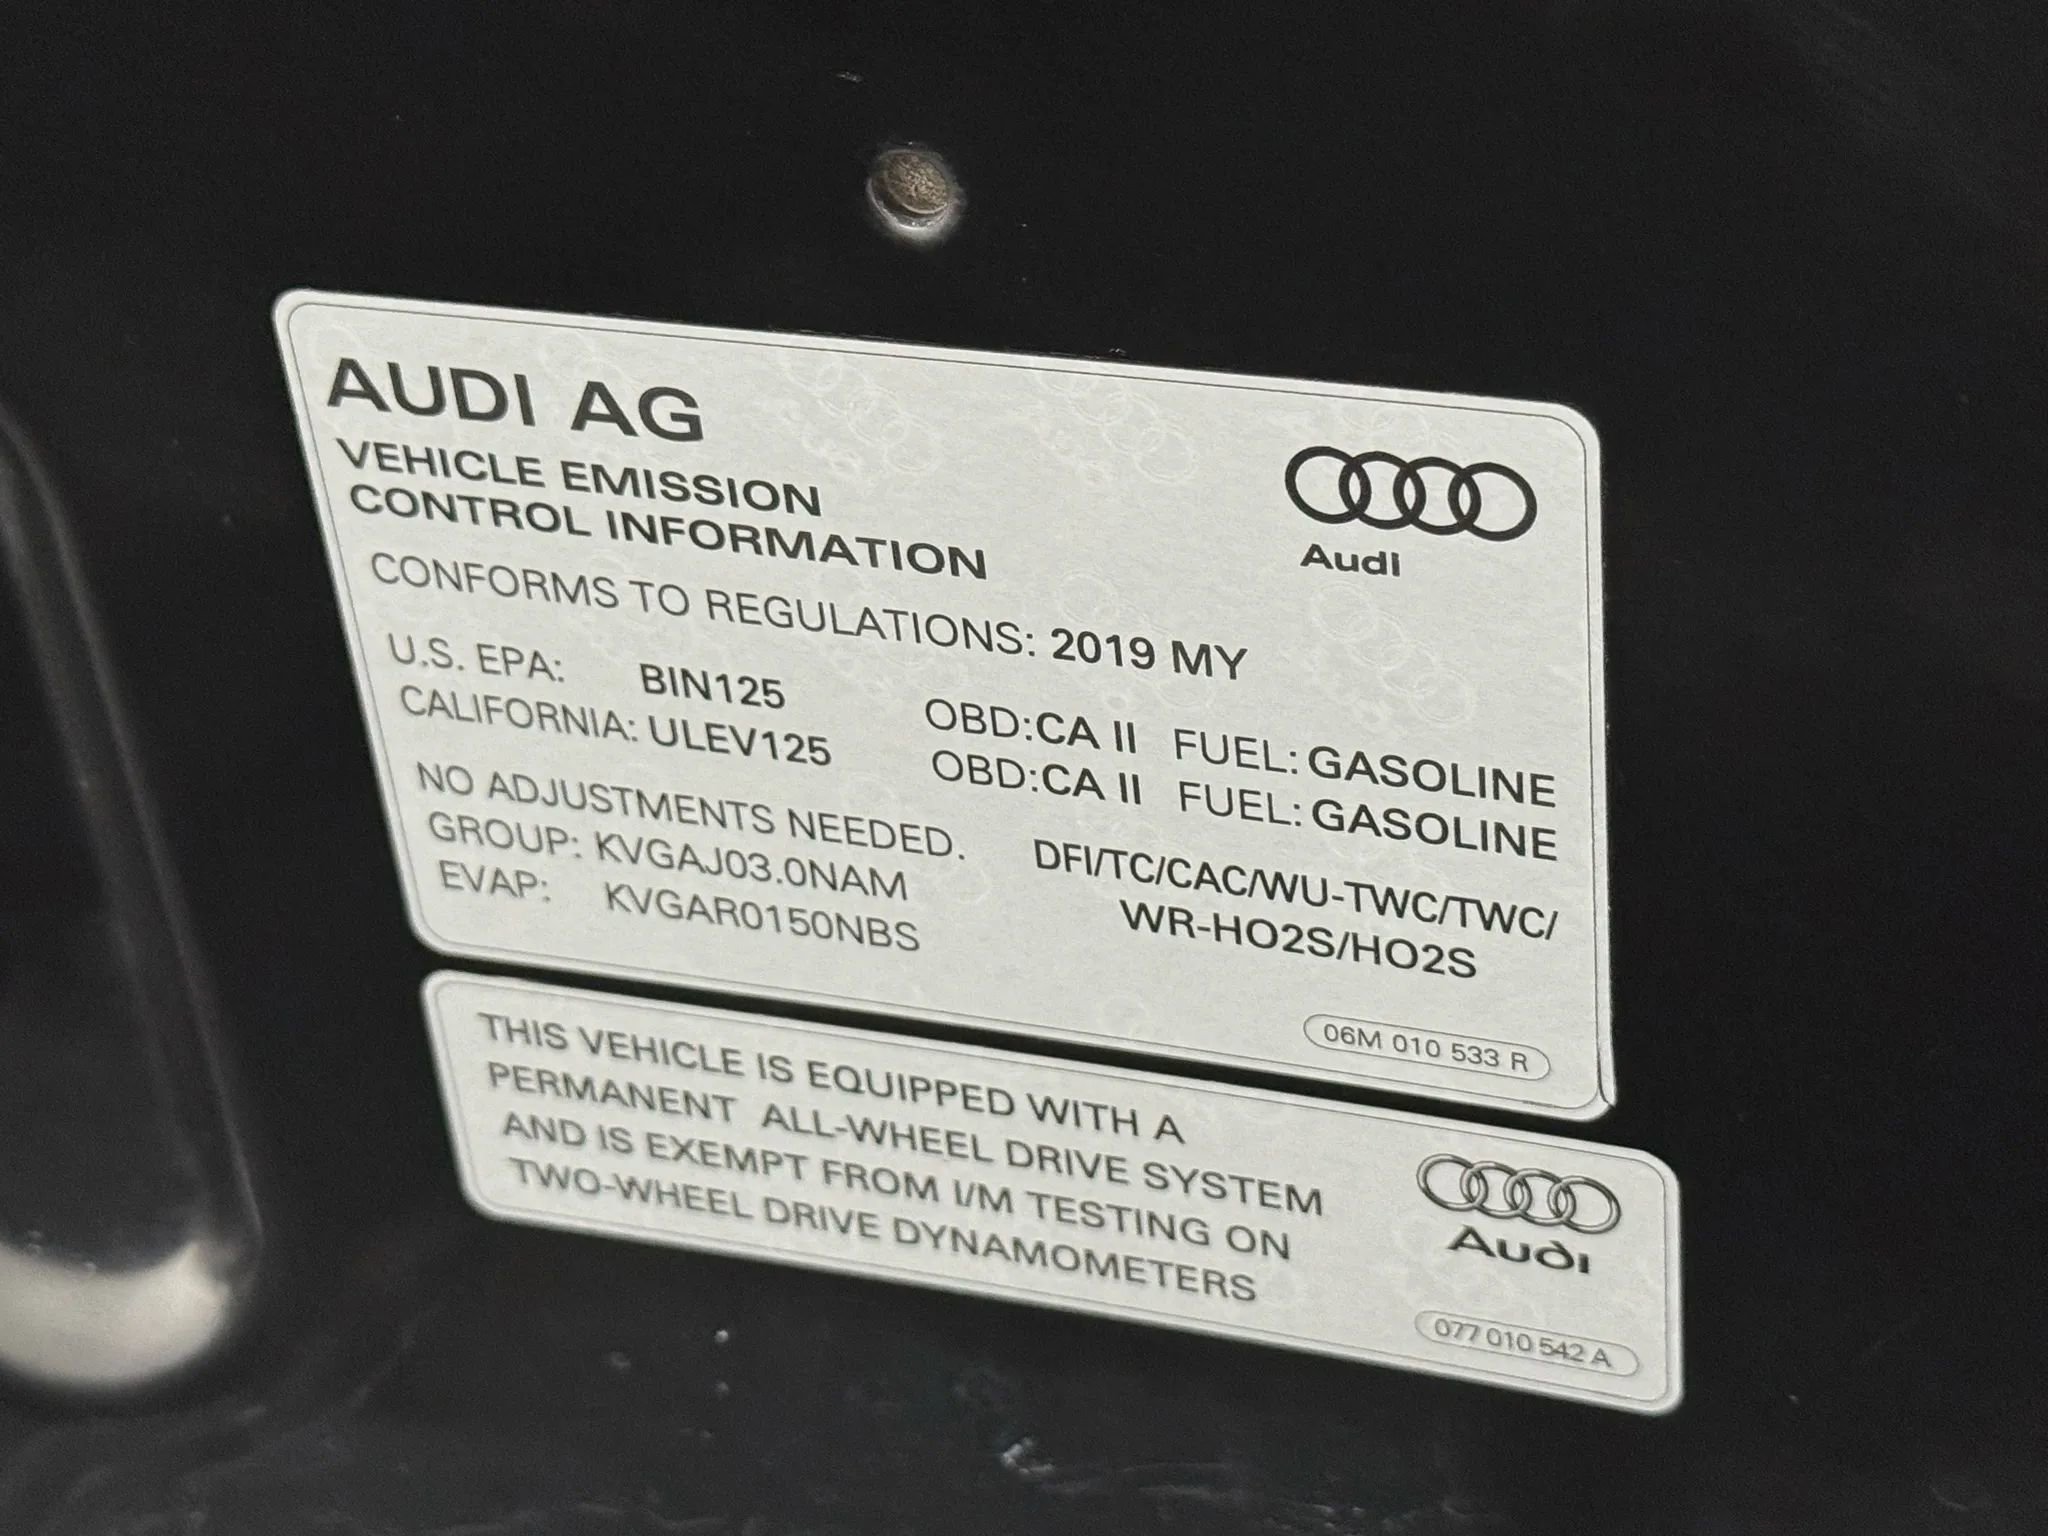 AUDI AG
VEHICLE EMISSION
CONTROL INFORMATION
Audi
CONFORMS TO REGULATIONS: 2019 MY
U.S. EPA: BIN125 OBD:CA II FUEL: GASOLINE
CALIFORNIA: ULEV125 OBD:CA II FUEL: GASOLINE
NO ADJUSTMENTS NEEDED.
GROUP: KVGAJ03.0NAM DFI/TC/CAC/WU-TWC/TWC/
EVAP: KVGAR0150NBS WR-HO2S/HO2S
06M 010 533 R
THIS VEHICLE IS EQUIPPED WITH A
PERMANENT ALL-WHEEL DRIVE SYSTEM
AND IS EXEMPT FROM I/M TESTING ON
TWO-WHEEL DRIVE DYNAMOMETERS
Audi
077 010 542 A